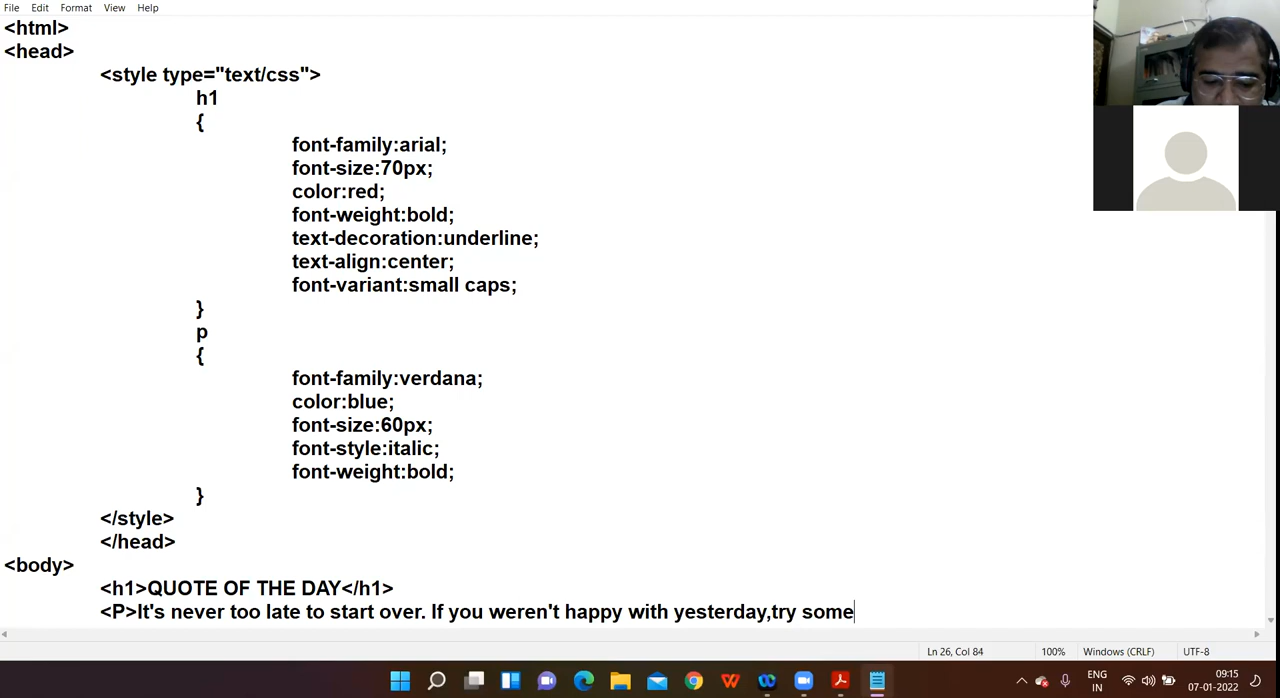 File Edit Format View Help
<html>
<head>
<style type="text/css">
h1
{
font-family:arial;
font-size:70px;
color:red;
font-weight:bold;
text-decoration:underline;
text-align:center;
font-variant:small caps;
}
p
{
font-family:verdana;
color:blue;
font-size:60px;
font-style:italic;
font-weight:bold;
}
</style>
</head>
<body>
<h1>QUOTE OF THE DAY</h1>
<P>It's never too late to start over. If you weren't happy with yesterday,try some
Ln 26, Col 84 100% Windows (CRLF) UTF-8
ENG 09:15
IN 07-01-2022